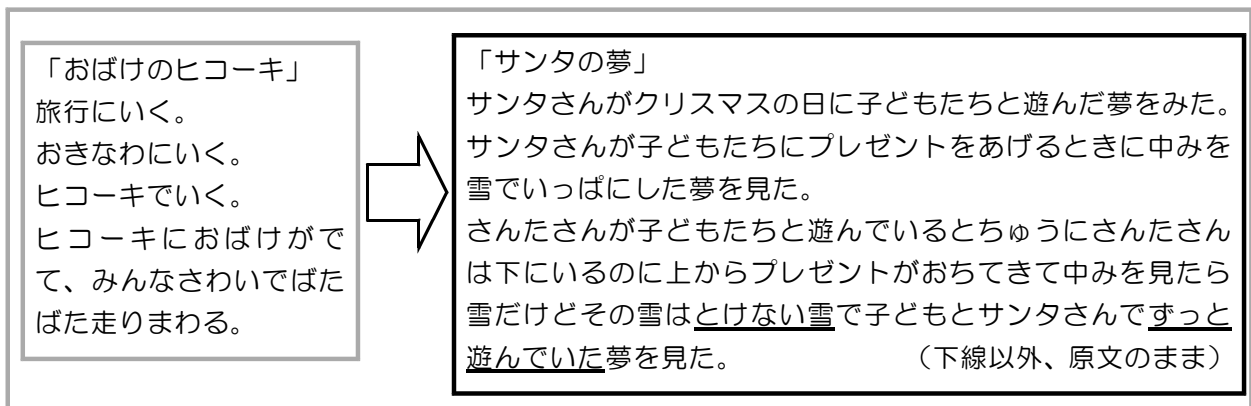 「おばけのヒコーキ」
旅行にいく。
おきなわにいく。
ヒコーキでいく。
ヒコーキにおばけがで
て、みんなさわいでばた
ばた走りまわる。
「サンタの夢」
サンタさんがクリスマスの日に子どもたちと遊んだ夢をみた。
サンタさんが子どもたちにプレゼントをあげるときに中みを
雪でいっぱにした夢を見た。
さんたさんが子どもたちと遊んでいるとちゅうにさんたさん
は下にいるのに上からプレゼントがおちてきて中みを見たら
雪だけどその雪はとけない雪で子どもとサンタさんでずっと
遊んでいた夢を見た。 （下線以外、原文のまま）